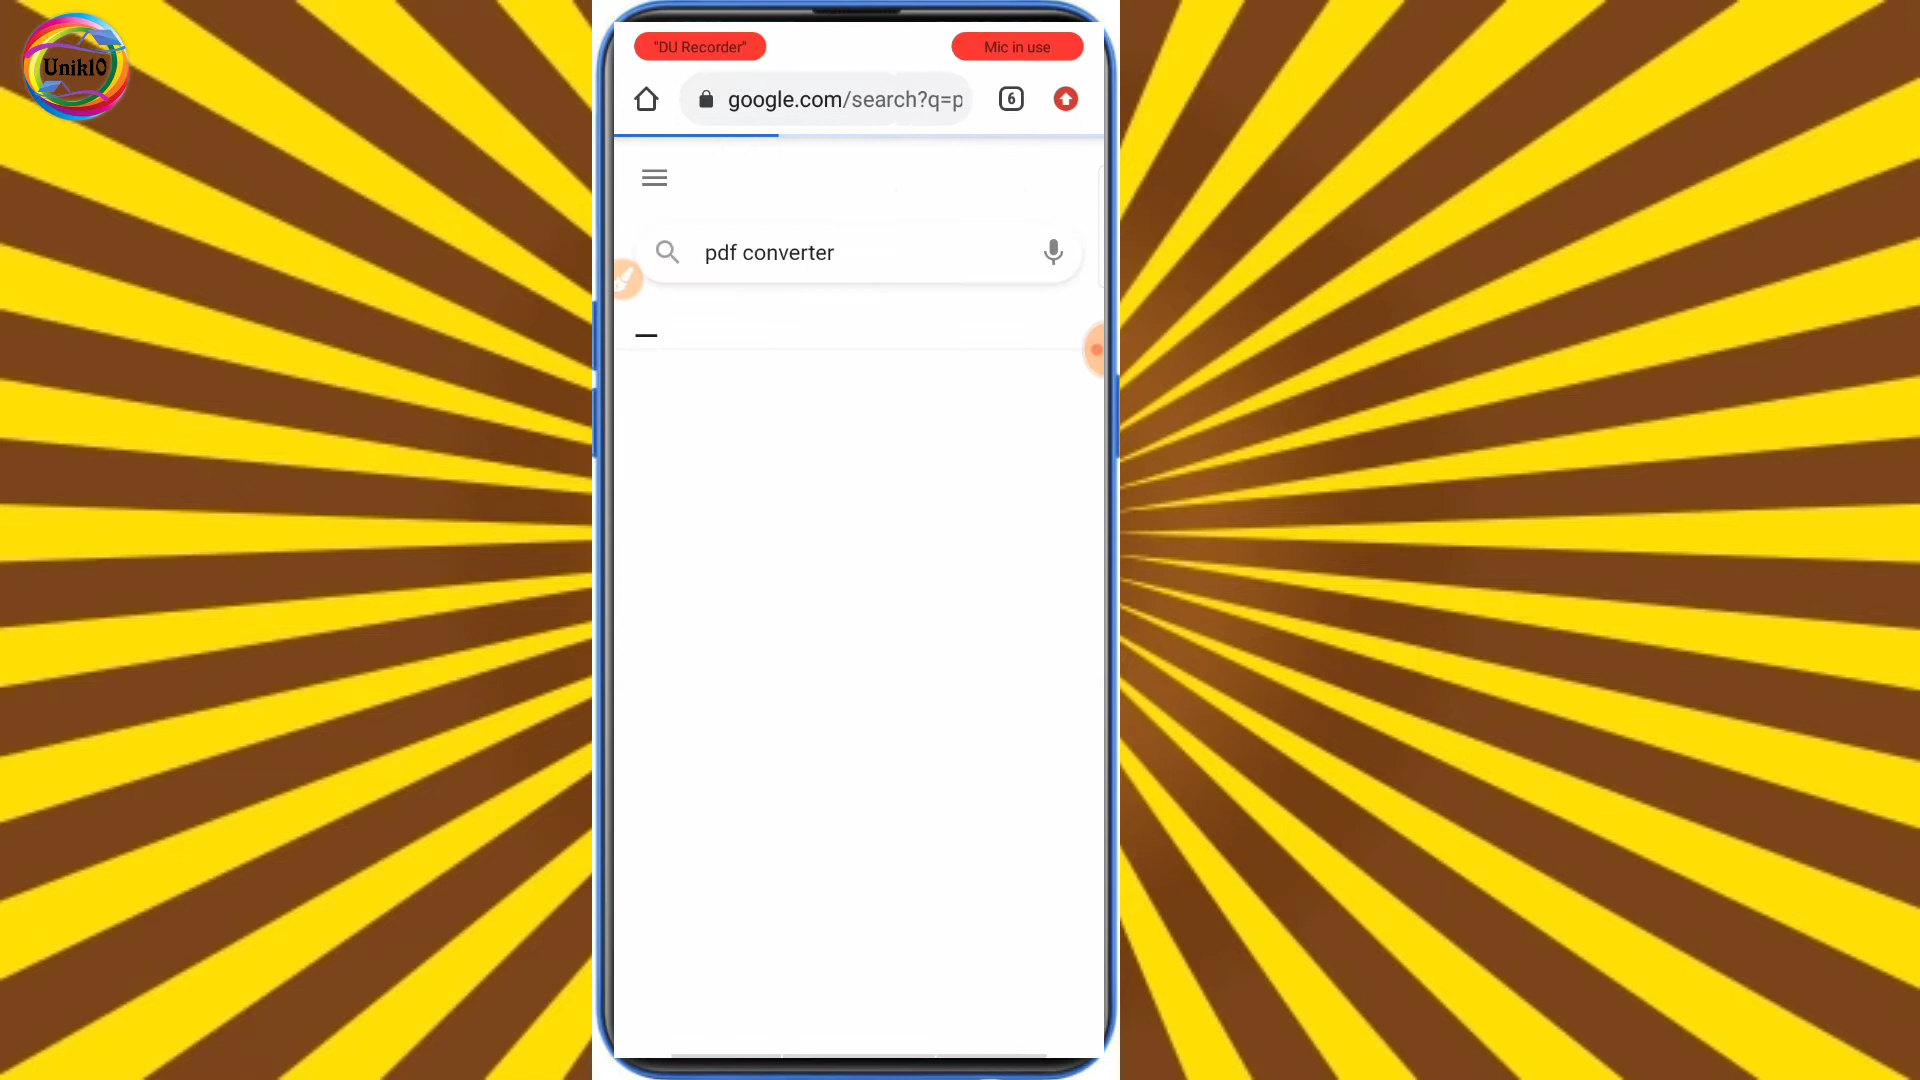 Unik10
"DU Recorder"
Mic in use
google.com/search?q=p
6
pdf converter